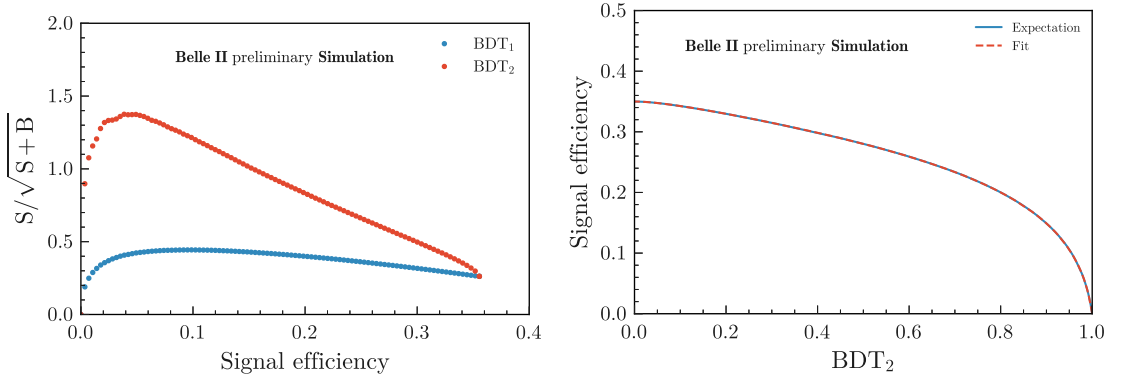 2.0
1.5
1.0
0.5
0.0
0.0 0.1 0.2 0.3 0.4
S/√S + B
Signal efficiency
Belle II preliminary Simulation
BDT₁
BDT₂
0.5
0.4
0.3
0.2
0.1
0.0
0.0 0.2 0.4 0.6 0.8 1.0
Signal efficiency
BDT₂
Belle II preliminary Simulation
Expectation
Fit